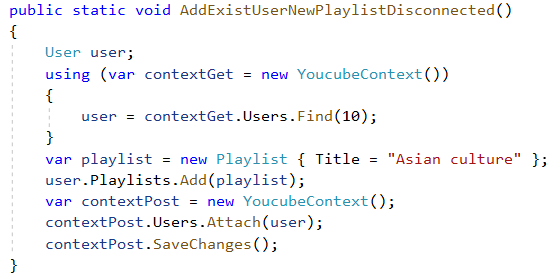 public static void AddExistUserNewPlaylistDisconnected()
{
    User user;
    using (var contextGet = new YoucubeContext())
    {
        user = contextGet.Users.Find(10);
    }
    var playlist = new Playlist { Title = "Asian culture" };
    user.Playlists.Add(playlist);
    var contextPost = new YoucubeContext();
    contextPost.Users.Attach(user);
    contextPost.SaveChanges();
}